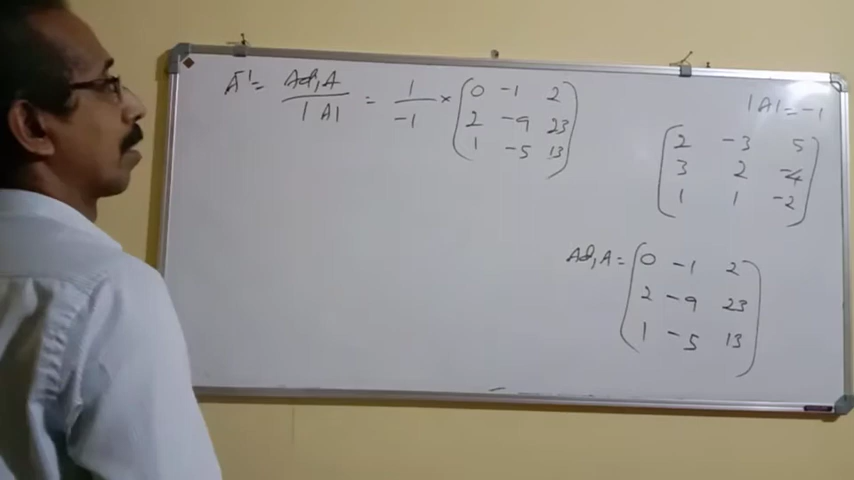 A⁻¹ = Adj A / |A| = 1 / -1 × ( 0 -1 2
2 -9 23
1 -5 13 )
|A| = -1
( 2 -3 5
3 2 -4
1 1 -2 )
Adj A = ( 0 -1 2
2 -9 23
1 -5 13 )